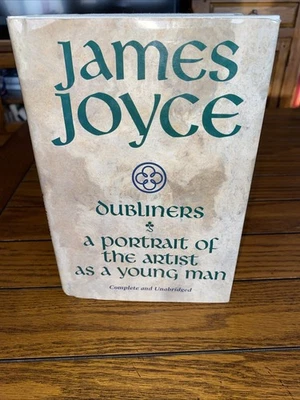 James
Joyce
Dubliners
a portrait of
the artist
as a young man
Complete and Unabridged